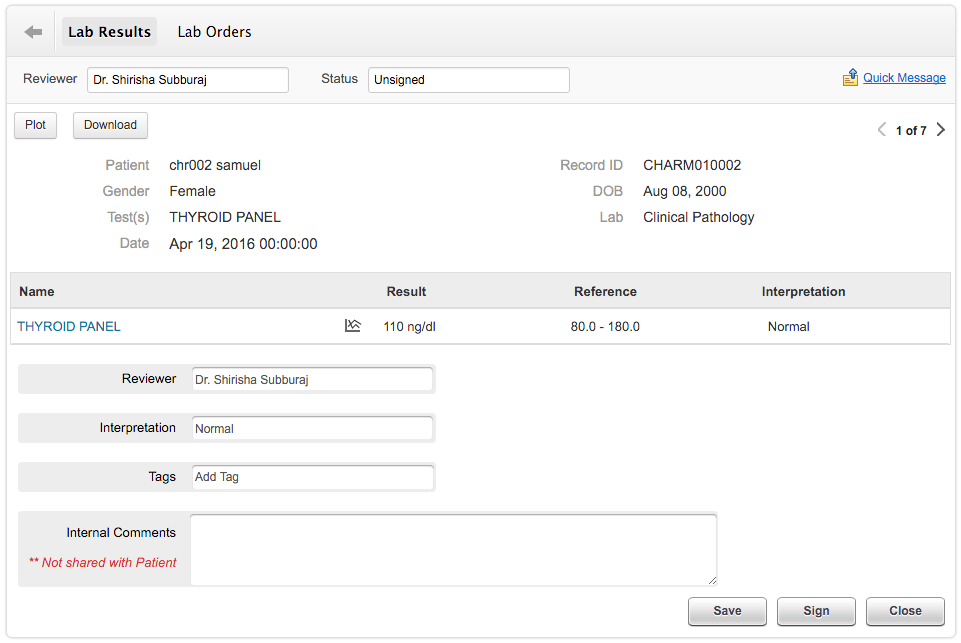 Lab Results Lab Orders
Reviewer Dr. Shirisha Subburaj Status Unsigned Quick Message
Plot Download 1 of 7
Patient chr002 samuel Record ID CHARM010002
Gender Female DOB Aug 08, 2000
Test(s) THYROID PANEL Lab Clinical Pathology
Date Apr 19, 2016 00:00:00
Name Result Reference Interpretation
THYROID PANEL 110 ng/dl 80.0 - 180.0 Normal
Reviewer Dr. Shirisha Subburaj
Interpretation Normal
Tags Add Tag
Internal Comments
** Not shared with Patient
Save Sign Close